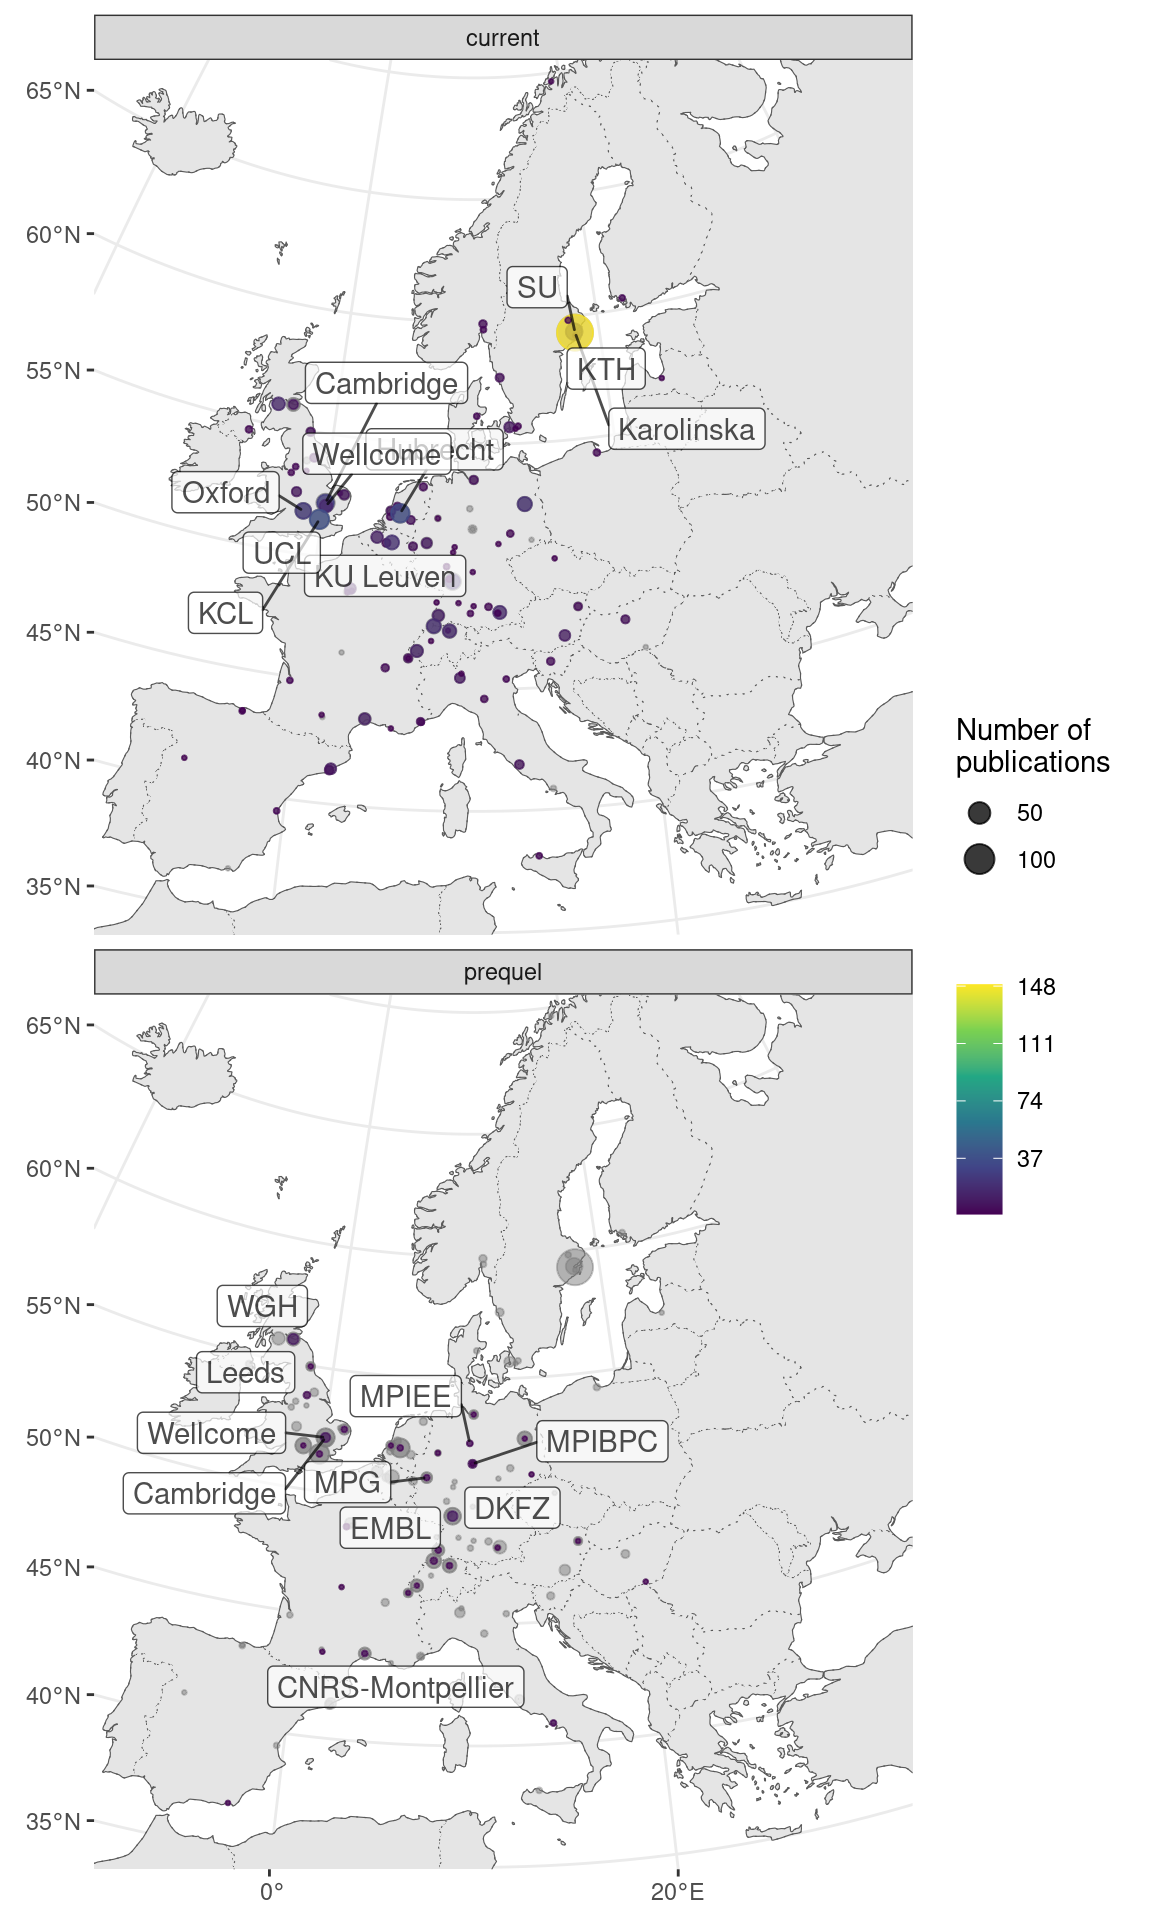 current
65°N
60°N
55°N
50°N
45°N
40°N
35°N
SU
KTH
Karolinska
Cambridge
Hubrecht
Wellcome
Oxford
UCL
KU Leuven
KCL
Number of
publications
50
100
148
111
74
37
prequel
65°N
60°N
55°N
50°N
45°N
40°N
35°N
WGH
Leeds
MPIEE
Wellcome
MPIBPC
MPG
Cambridge
DKFZ
EMBL
CNRS-Montpellier
0°
20°E